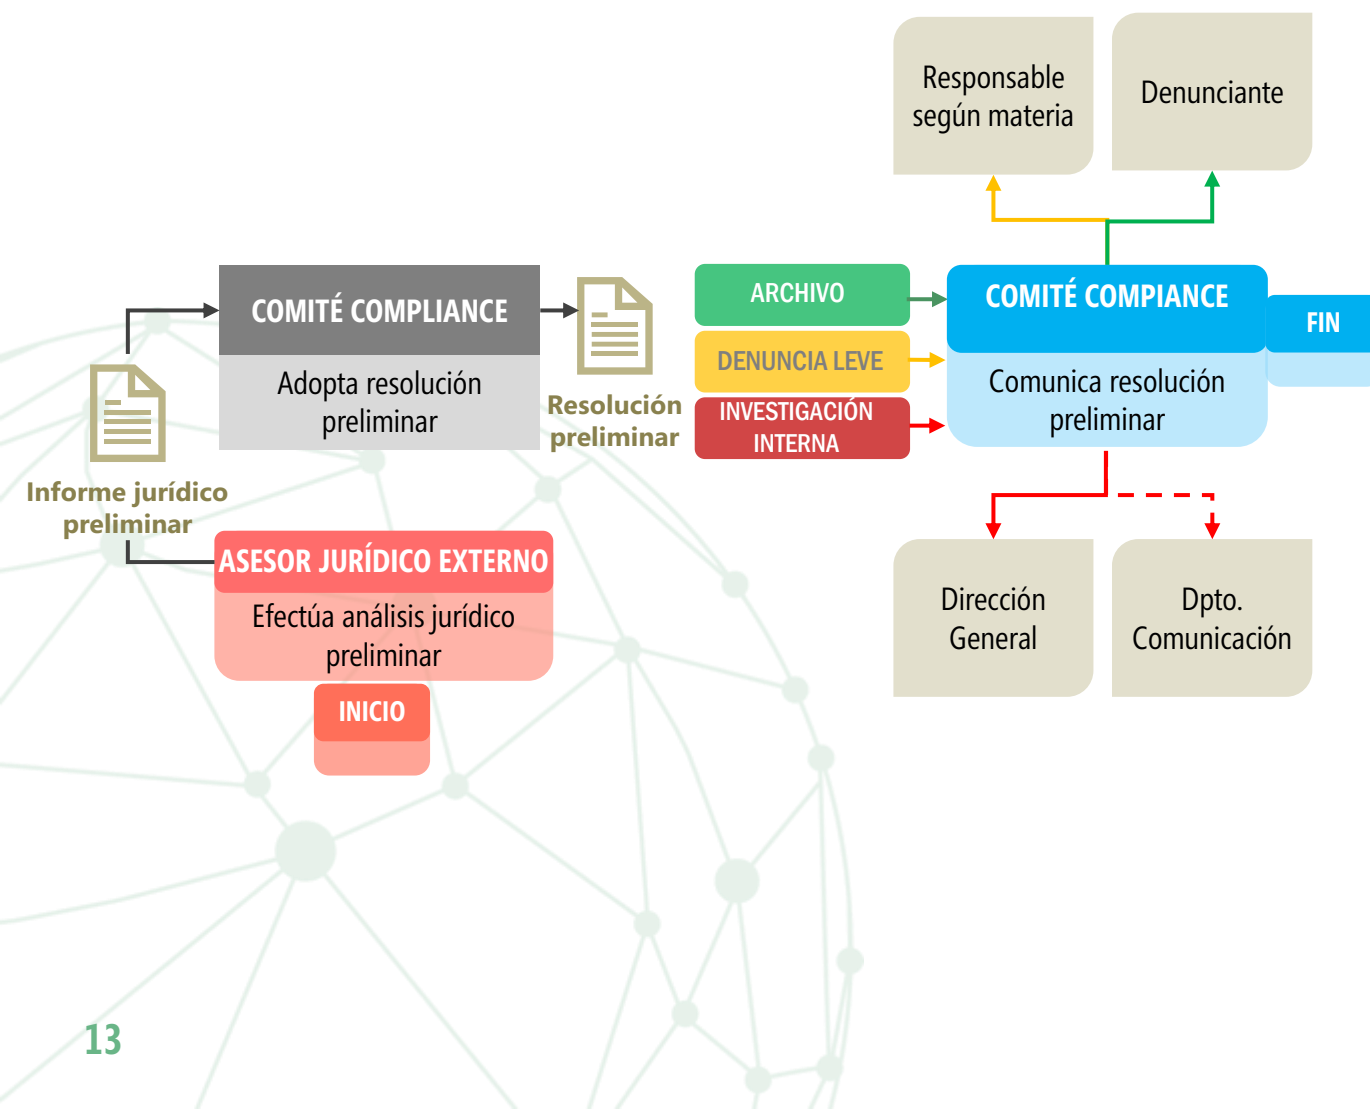 Responsable
según materia
Denunciante
COMITÉ COMPLIANCE
Adopta resolución
preliminar
Resolución
preliminar
ARCHIVO
DENUNCIA LEVE
INVESTIGACIÓN
INTERNA
COMITÉ COMPIANCE
Comunica resolución
preliminar
FIN
Informe jurídico
preliminar
ASESOR JURÍDICO EXTERNO
Efectúa análisis jurídico
preliminar
INICIO
Dirección
General
Dpto.
Comunicación
13